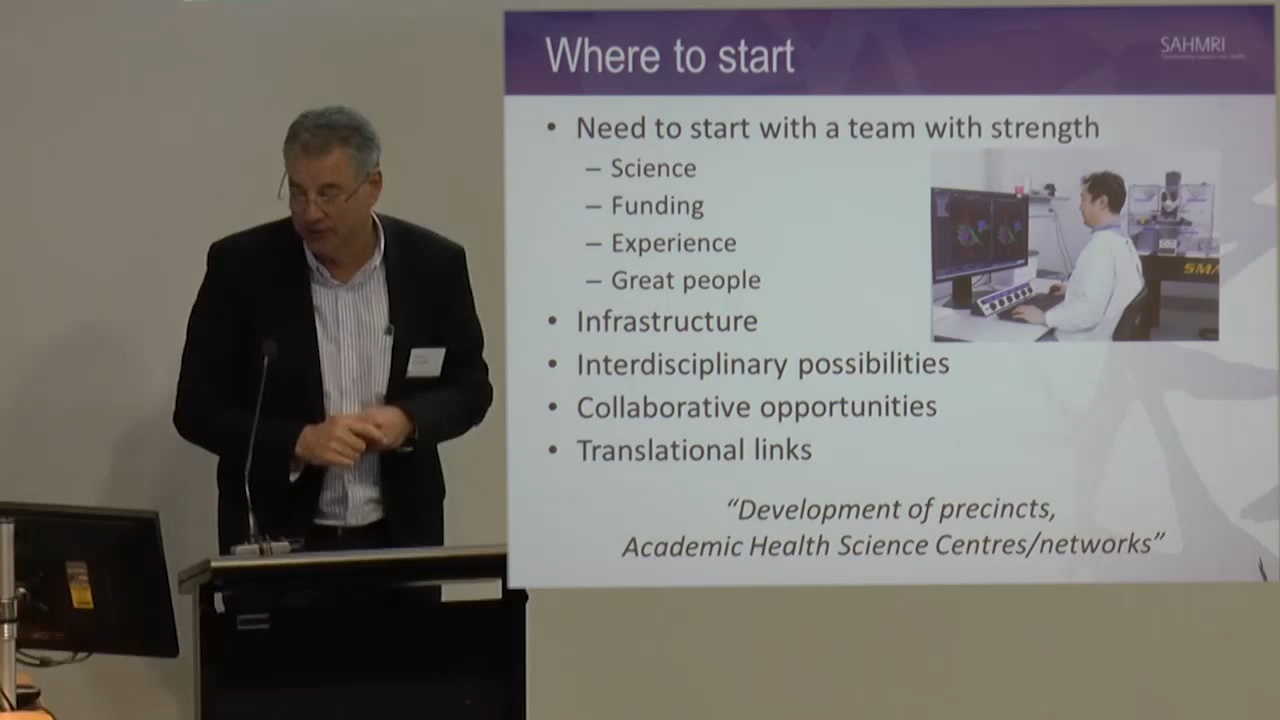 Where to start
SAHMRI
• Need to start with a team with strength
– Science
– Funding
– Experience
– Great people
• Infrastructure
• Interdisciplinary possibilities
• Collaborative opportunities
• Translational links
“Development of precincts,
Academic Health Science Centres/networks”